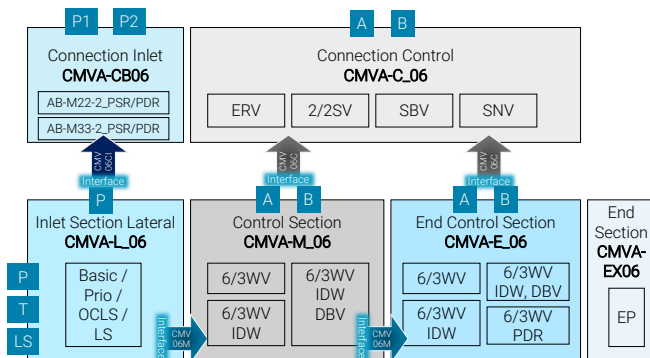 P1
P2
Connection Inlet
CMVA-CB06
AB-M22-2_PSR/PDR
AB-M33-2_PSR/PDR
A
B
Connection Control
CMVA-C_06
ERV
2/2SV
SBV
SNV
CMV
06CI
Interface
CMV
06C
Interface
CMV
06C
Interface
P
Inlet Section Lateral
CMVA-L_06
P
T
LS
Basic /
Prio /
OCLS /
LS
Interface
CMV
06M
A
B
Control Section
CMVA-M_06
6/3WV
6/3WV
IDW
6/3WV
IDW
DBV
Interface
CMV
06M
A
B
End Control Section
CMVA-E_06
6/3WV
6/3WV
IDW
6/3WV
IDW, DBV
6/3WV
PDR
End
Section
CMVA-
EX06
EP